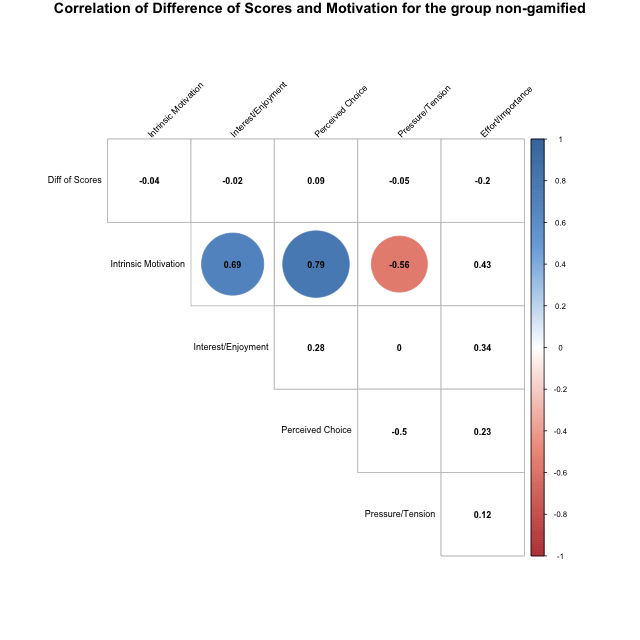 Correlation of Difference of Scores and Motivation for the group non-gamified
Intrinsic Motivation
Interest/Enjoyment
Perceived Choice
Pressure/Tension
Effort/Importance
Diff of Scores -0.04 -0.02 0.09 -0.05 -0.2
Intrinsic Motivation 0.69 0.79 -0.56 0.43
Interest/Enjoyment 0.28 0 0.34
Perceived Choice -0.5 0.23
Pressure/Tension 0.12
1
0.8
0.6
0.4
0.2
0
-0.2
-0.4
-0.6
-0.8
-1